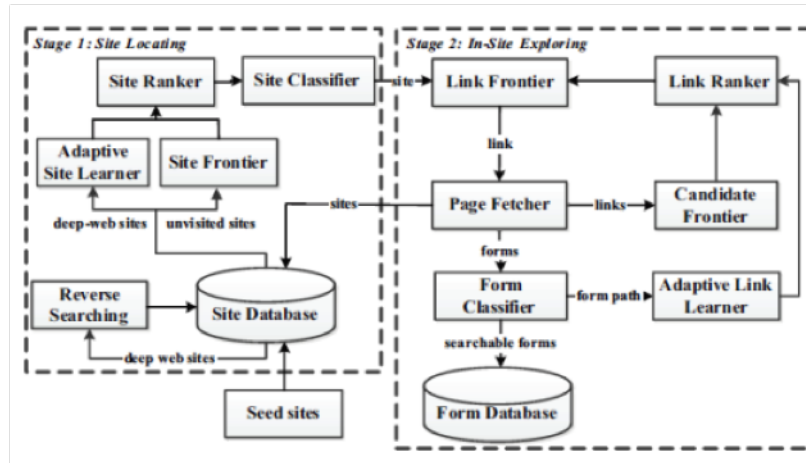 Stage 1: Site Locating
Stage 2: In-Site Exploring
Site Ranker
Site Classifier
site
Link Frontier
Link Ranker
link
Adaptive
Site Learner
Site Frontier
Page Fetcher
links
Candidate
Frontier
sites
deep-web sites
unvisited sites
forms
Reverse
Searching
Site Database
Form
Classifier
form path
Adaptive Link
Learner
deep web sites
searchable forms
Seed sites
Form Database